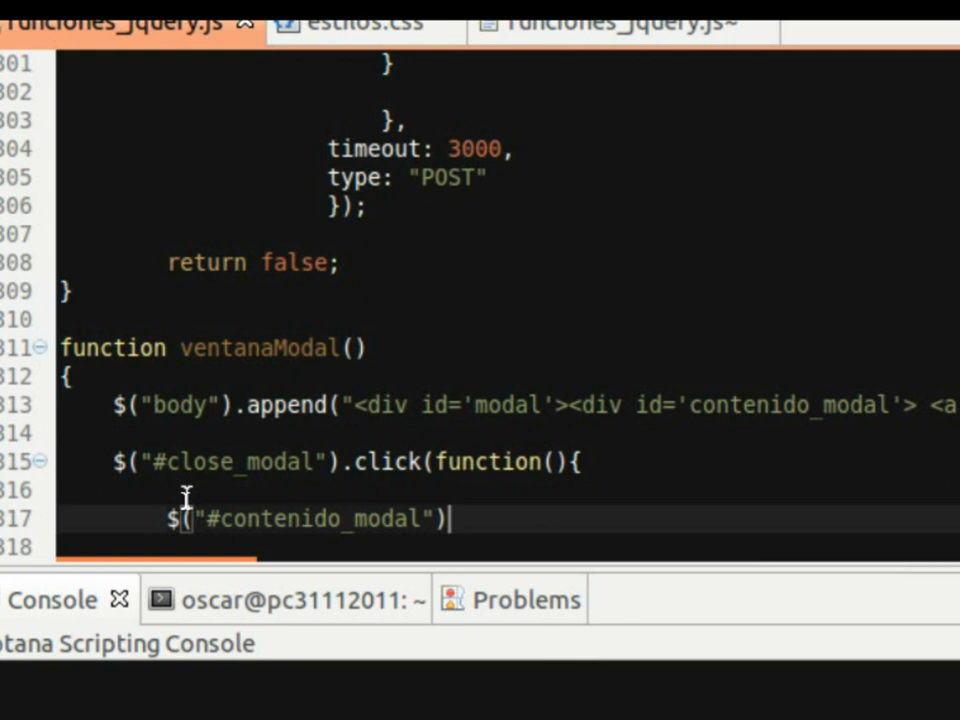 funciones_jquery.js estilos.css funciones_jquery.js~
301 }
302
303 },
304 timeout: 3000,
305 type: "POST"
306 });
307
308 return false;
309 }
310
311 function ventanaModal()
312 {
313 $("body").append("<div id='modal'><div id='contenido_modal'> <a
314
315 $("#close_modal").click(function(){
316
317 $("#contenido_modal")
318
Console oscar@pc31112011: ~ Problems
tana Scripting Console